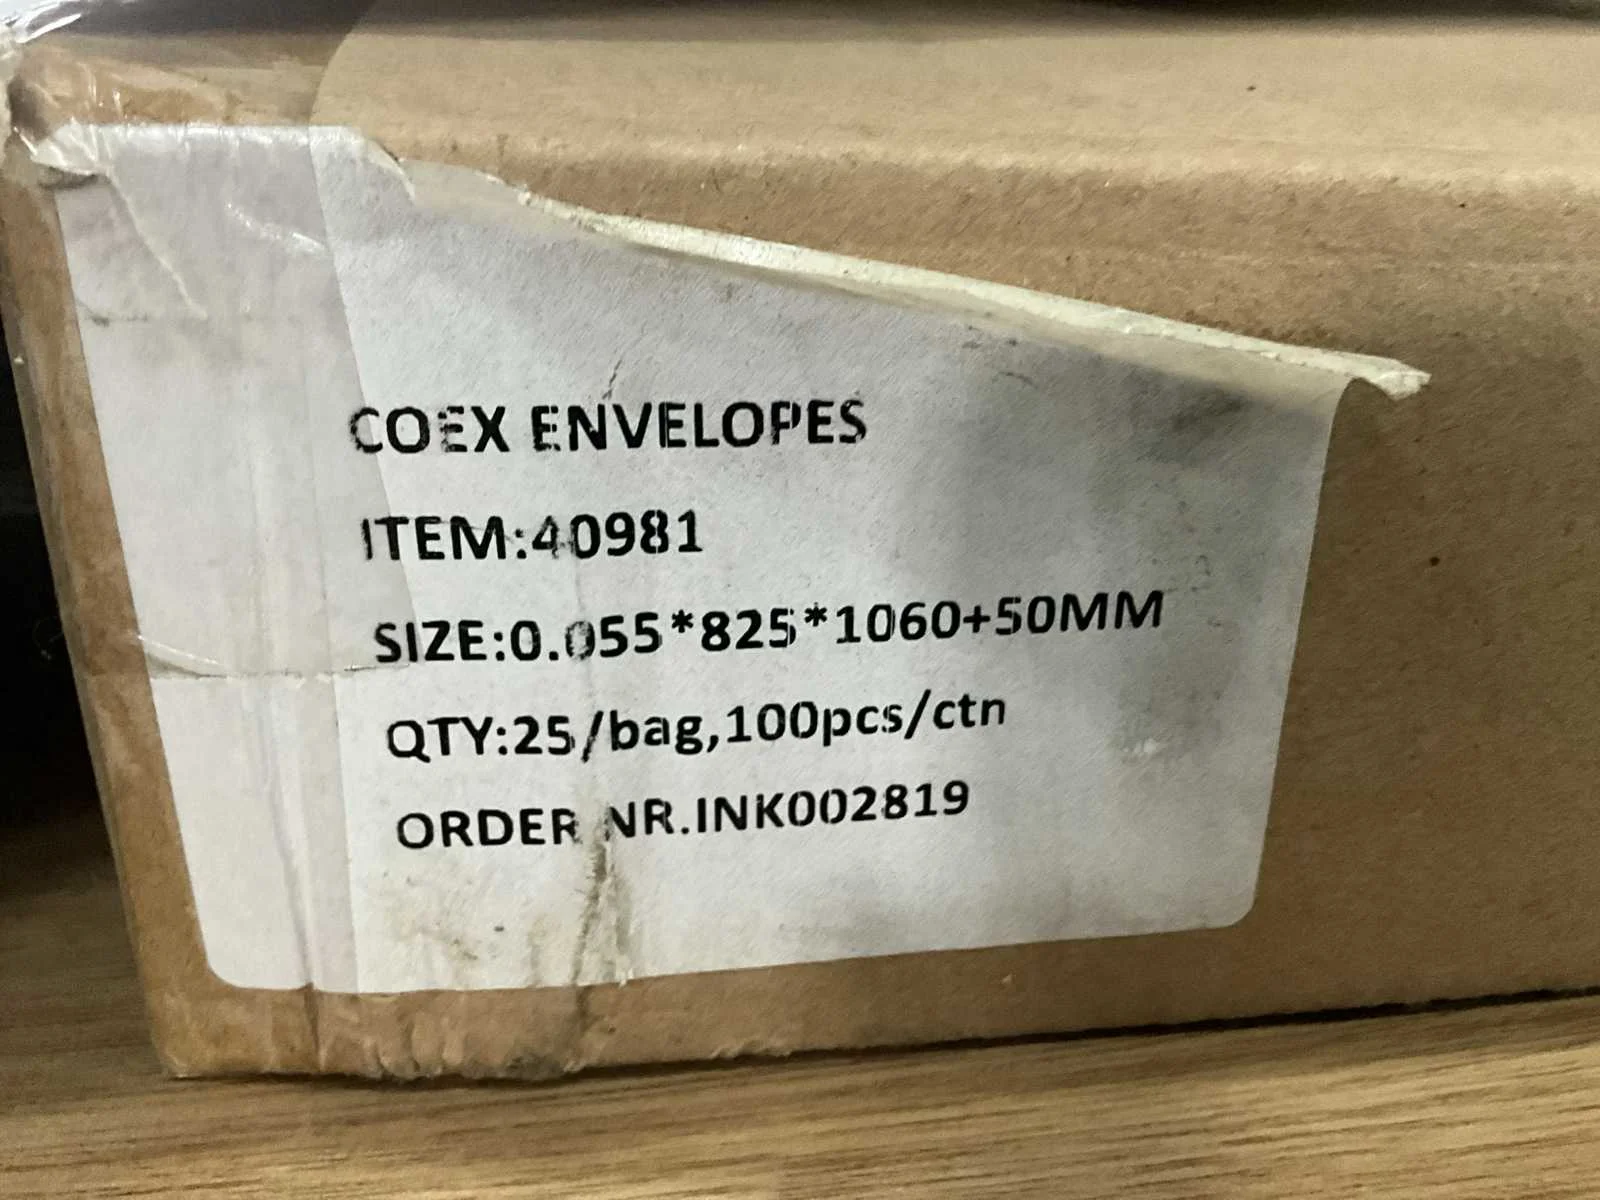 COEX ENVELOPES
ITEM:40981
SIZE:0.055*825*1060+50MM
QTY:25/bag,100pcs/ctn
ORDER NR.INK002819